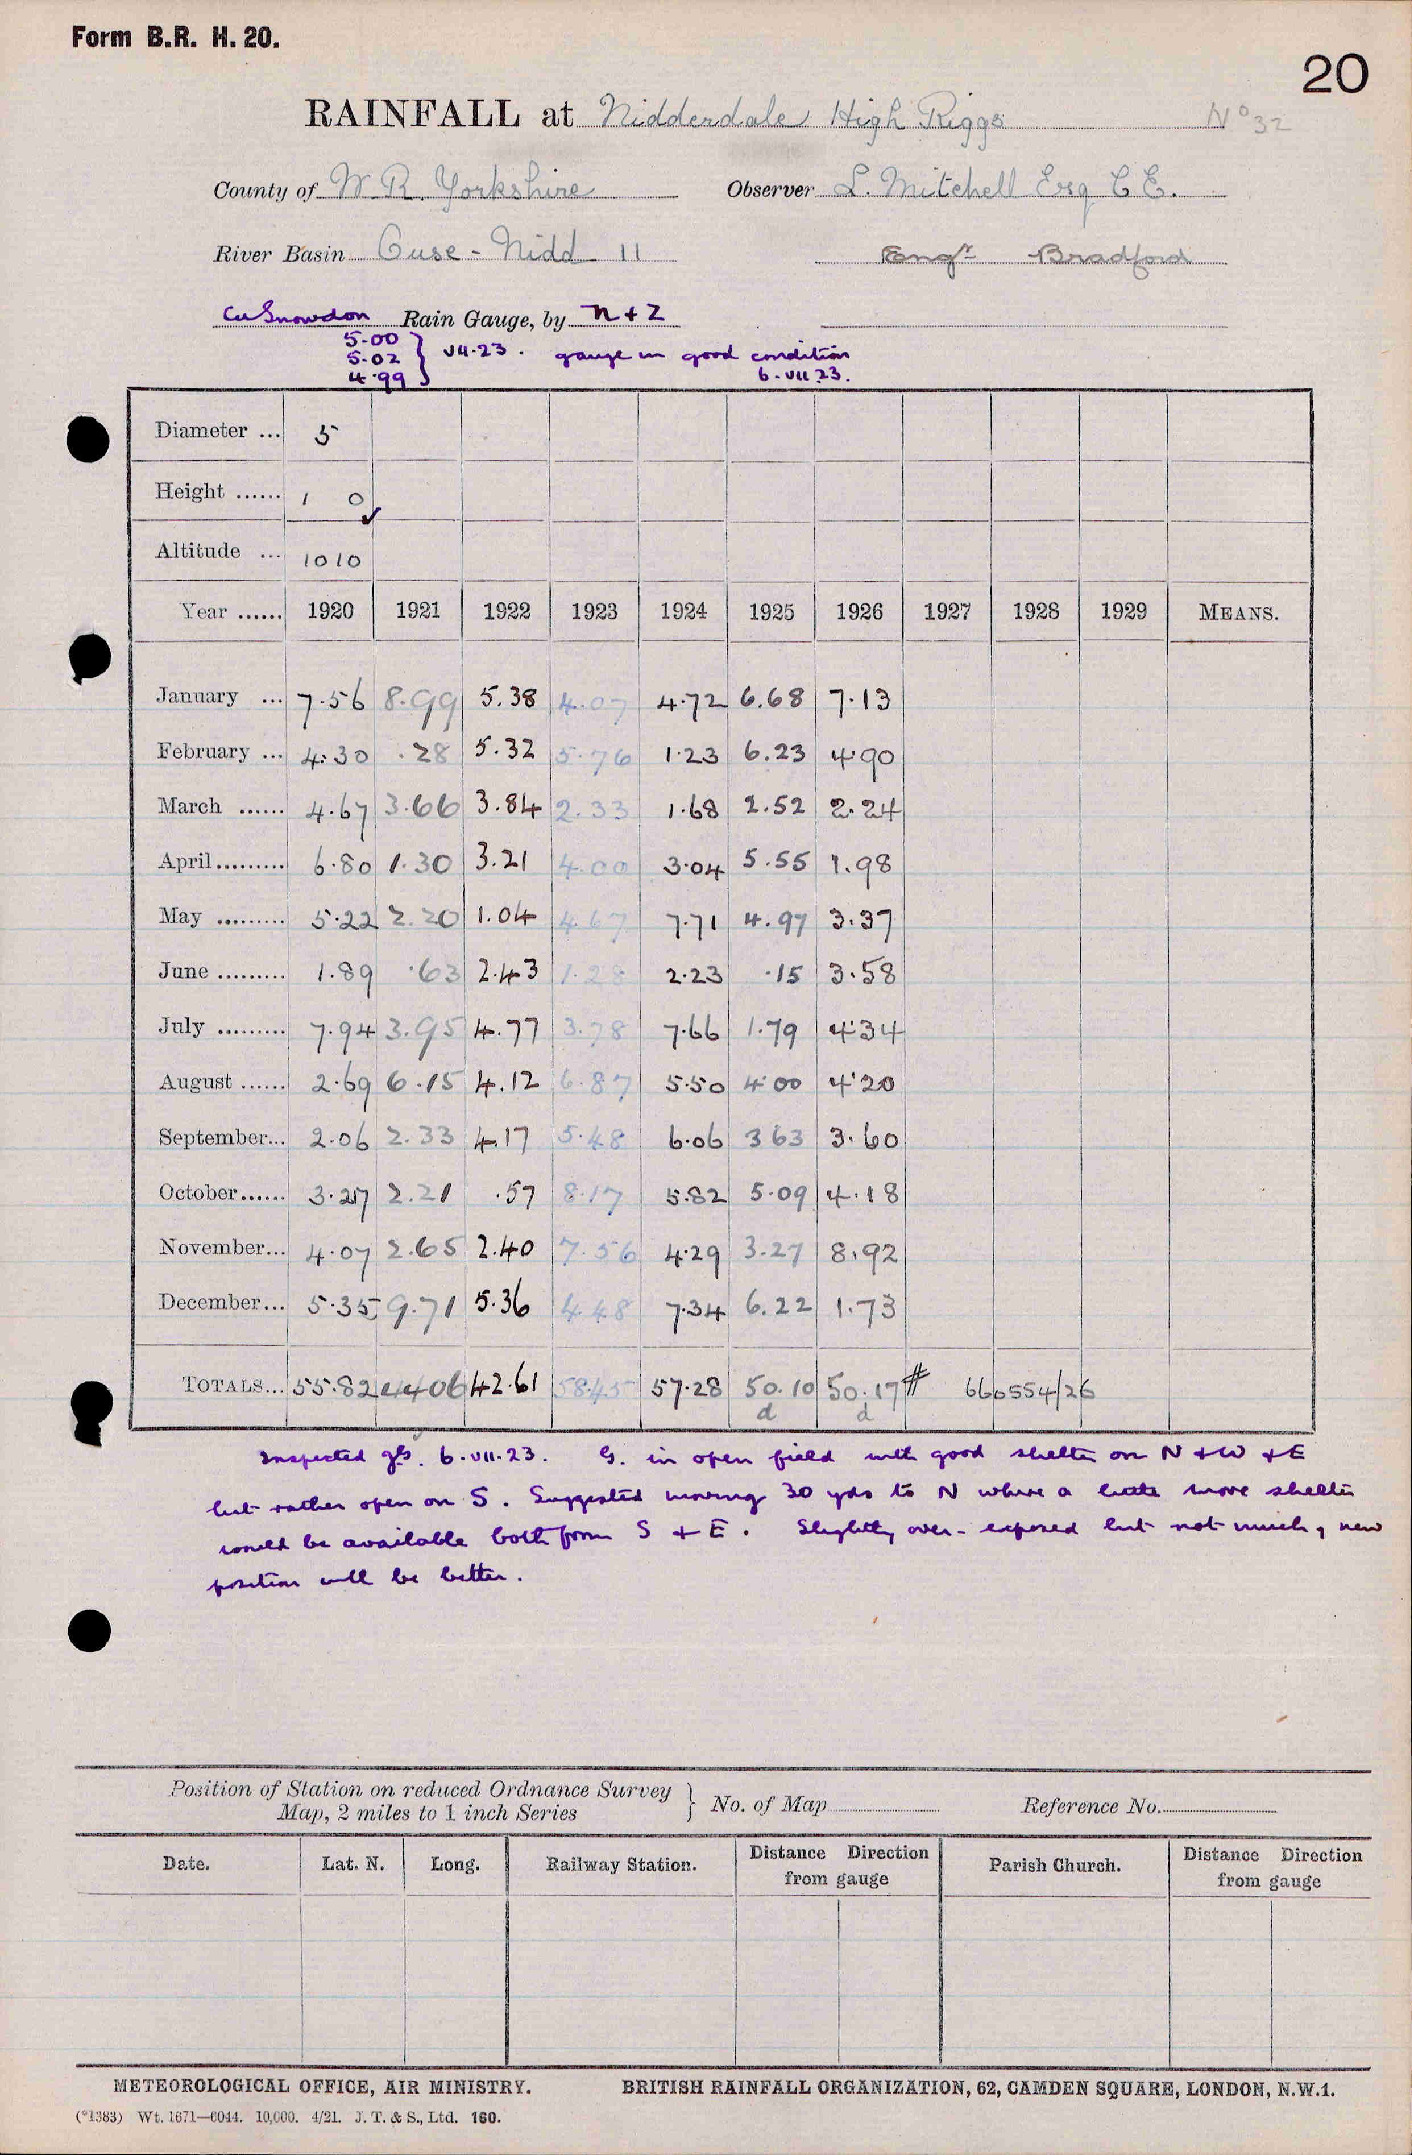 Form B.R. H. 20.
20
RAINFALL at Nidderdale High Riggs No 32
County of W R. Yorkshire Observer L. Mitchell Esq C E.
River Basin Ouse - Nidd 11 Engr Bradford
Cu Snowdon Rain Gauge, by N + Z
5.00
5.02 } VII.23. gauge in good condition
4.99 6.VII.23.
Diameter ... 5
Height ...... 1 0
Altitude ... 1010
Year ...... 1920 1921 1922 1923 1924 1925 1926 1927 1928 1929 MEANS.
January ... 7.56 8.99 5.38 4.07 4.72 6.68 7.13
February ... 4.30 .28 5.32 5.76 1.23 6.23 4.90
March ...... 4.67 3.66 3.84 2.33 1.68 2.52 2.24
April ......... 6.80 1.30 3.21 4.00 3.04 5.55 1.98
May ......... 5.22 2.20 1.04 4.67 7.71 4.97 3.37
June ......... 1.89 .63 2.43 1.28 2.23 .15 3.58
July ......... 7.94 3.95 4.77 3.78 7.66 1.79 4.34
August ...... 2.69 6.15 4.12 6.87 5.50 4.00 4.20
September... 2.06 2.33 4.17 5.48 6.06 3 63 3.60
October...... 3.27 2.21 .57 8.17 5.82 5.09 4.18
November... 4.07 2.65 2.40 7.56 4.29 3.27 8.92
December... 5.35 9.71 5.36 4.48 7.34 6.22 1.73
TOTALS... 55.82 44 06 42.61 58.45 57.28 50.10 50.17 # 660554/26
d d
Inspected 6.VII.23. G. in open field with good shelter on N + W + E
but rather open on S. Suggested moving 30 yds to N where a little more shelter
would be available both from S + E. Slightly over-exposed but not much, new
position will be better.
Position of Station on reduced Ordnance Survey
Map, 2 miles to 1 inch Series } No. of Map Reference No.
Date. Lat. N. Long. Railway Station. Distance Direction from gauge Parish Church. Distance Direction from gauge
METEOROLOGICAL OFFICE, AIR MINISTRY. BRITISH RAINFALL ORGANIZATION, 62, CAMDEN SQUARE, LONDON, N.W.1.
(*1383) Wt. 1671—6044. 10,000. 4/21. J. T. & S., Ltd. 160.